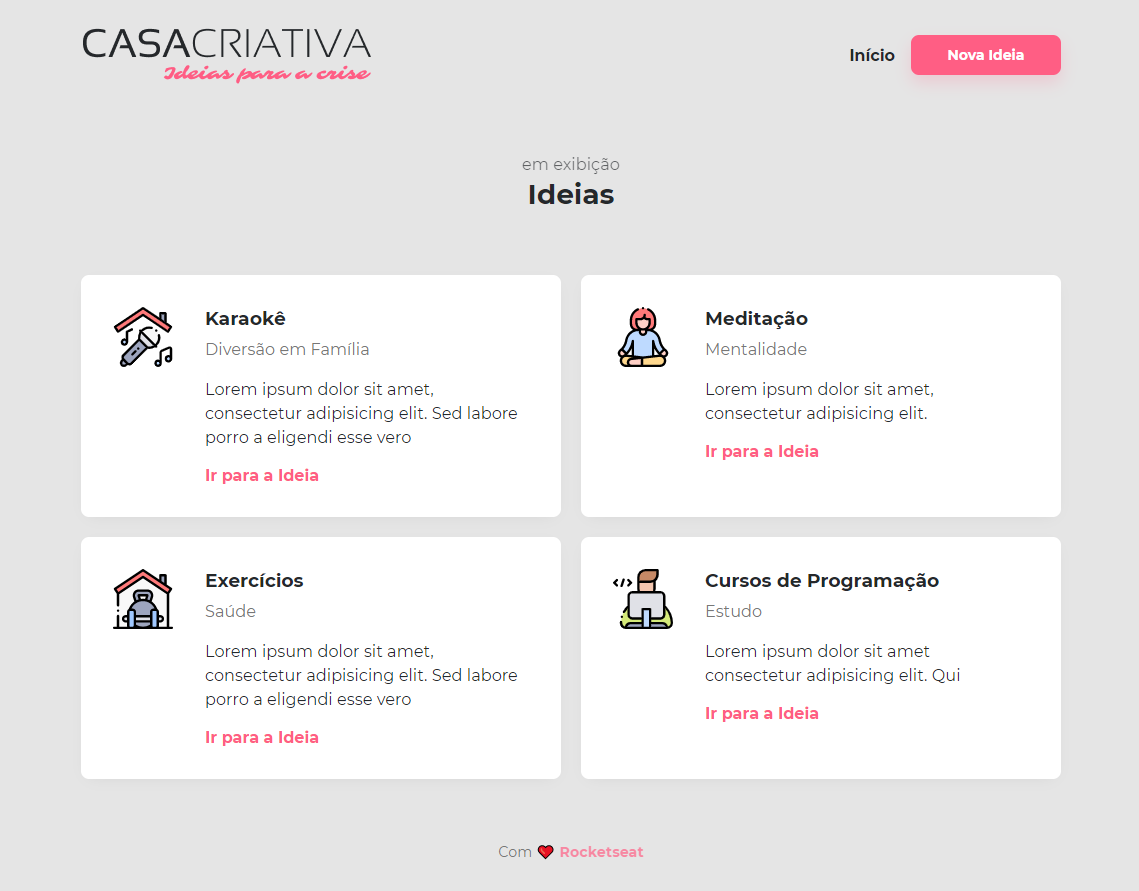 CASACRIATIVA
Ideias para a crise
Início
Nova Ideia
em exibição
Ideias
Karaokê
Diversão em Família
Lorem ipsum dolor sit amet,
consectetur adipisicing elit. Sed labore
porro a eligendi esse vero
Ir para a Ideia
Meditação
Mentalidade
Lorem ipsum dolor sit amet,
consectetur adipisicing elit.
Ir para a Ideia
Exercícios
Saúde
Lorem ipsum dolor sit amet,
consectetur adipisicing elit. Sed labore
porro a eligendi esse vero
Ir para a Ideia
</>
Cursos de Programação
Estudo
Lorem ipsum dolor sit amet
consectetur adipisicing elit. Qui
Ir para a Ideia
Com ❤ Rocketseat